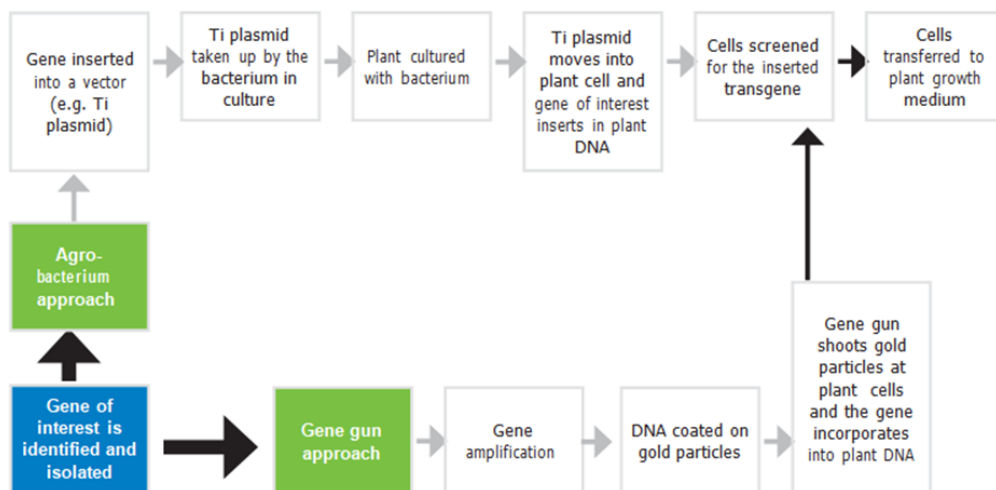 Gene inserted
into a vector
(e.g. Ti
plasmid)
Ti plasmid
taken up by the
bacterium in
culture
Plant cultured
with bacterium
Ti plasmid
moves into
plant cell and
gene of interest
inserts in plant
DNA
Cells screened
for the inserted
transgene
Cells
transferred to
plant growth
medium
Agro-
bacterium
approach
Gene of
interest is
identified and
isolated
Gene gun
approach
Gene
amplification
DNA coated on
gold particles
Gene gun
shoots gold
particles at
plant cells
and the gene
incorporates
into plant DNA